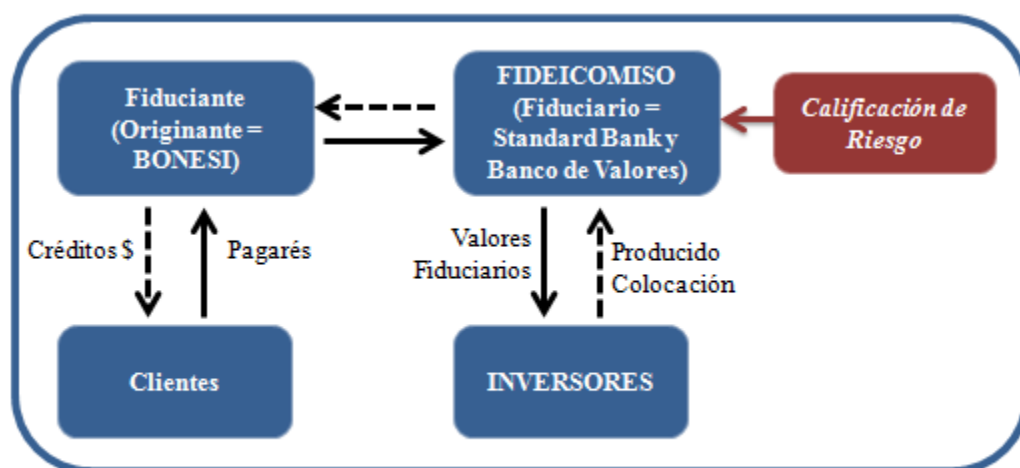 Fiduciante
(Originante =
BONESI)
FIDEICOMISO
(Fiduciario =
Standard Bank y
Banco de Valores)
Calificación de
Riesgo
Créditos $
Pagarés
Valores
Fiduciarios
Producido
Colocación
Clientes
INVERSORES